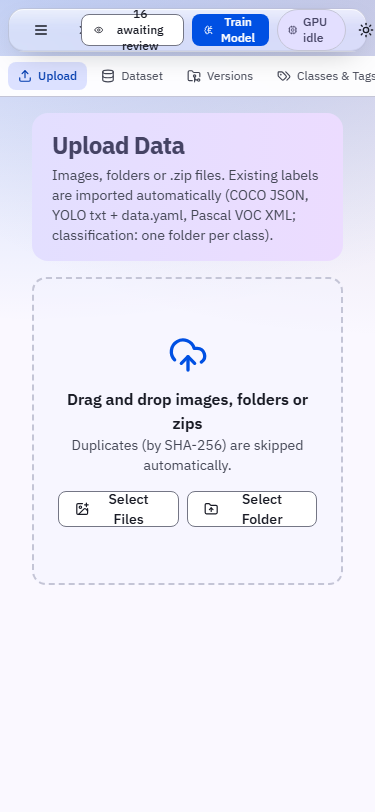 16
awaiting
review
Train
Model
GPU
idle
Upload
Dataset
Versions
Classes & Tags
Upload Data
Images, folders or .zip files. Existing labels
are imported automatically (COCO JSON,
YOLO txt + data.yaml, Pascal VOC XML;
classification: one folder per class).
Drag and drop images, folders or
zips
Duplicates (by SHA-256) are skipped
automatically.
Select
Files
Select
Folder